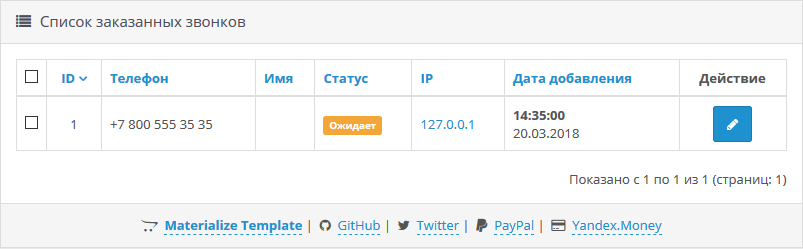 Список заказанных звонков
ID Телефон Имя Статус IP Дата добавления Действие
1 +7 800 555 35 35 Ожидает 127.0.0.1 14:35:00
20.03.2018
Показано с 1 по 1 из 1 (страниц: 1)
Materialize Template | GitHub | Twitter | PayPal | Yandex.Money